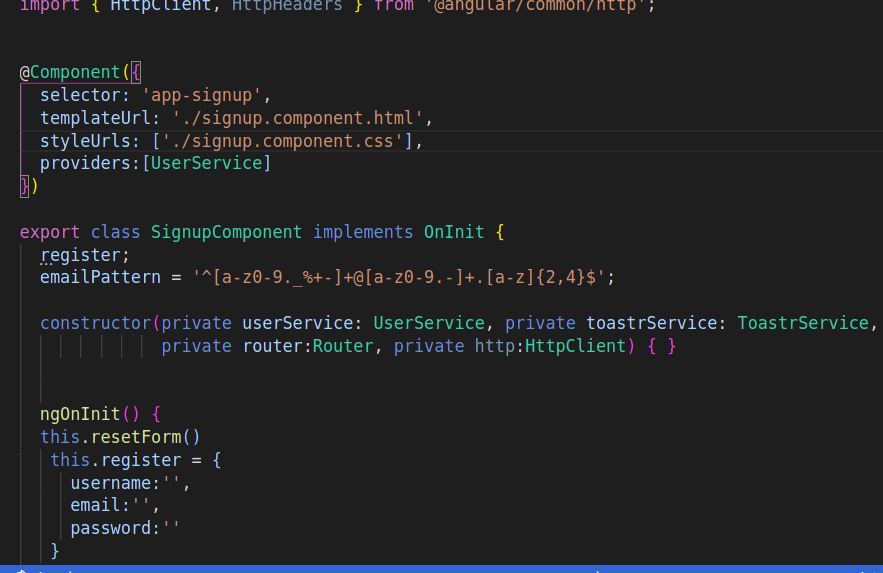 import { HttpClient, HttpHeaders } from '@angular/common/http';
@Component({
selector: 'app-signup',
templateUrl: './signup.component.html',
styleUrls: ['./signup.component.css'],
providers:[UserService]
})
export class SignupComponent implements OnInit {
register;
emailPattern = '^[a-z0-9._%+-]+@[a-z0-9.-]+.[a-z]{2,4}$';
constructor(private userService: UserService, private toastrService: ToastrService,
private router:Router, private http:HttpClient) { }
ngOnInit() {
this.resetForm()
this.register = {
username:'',
email:'',
password:''
}